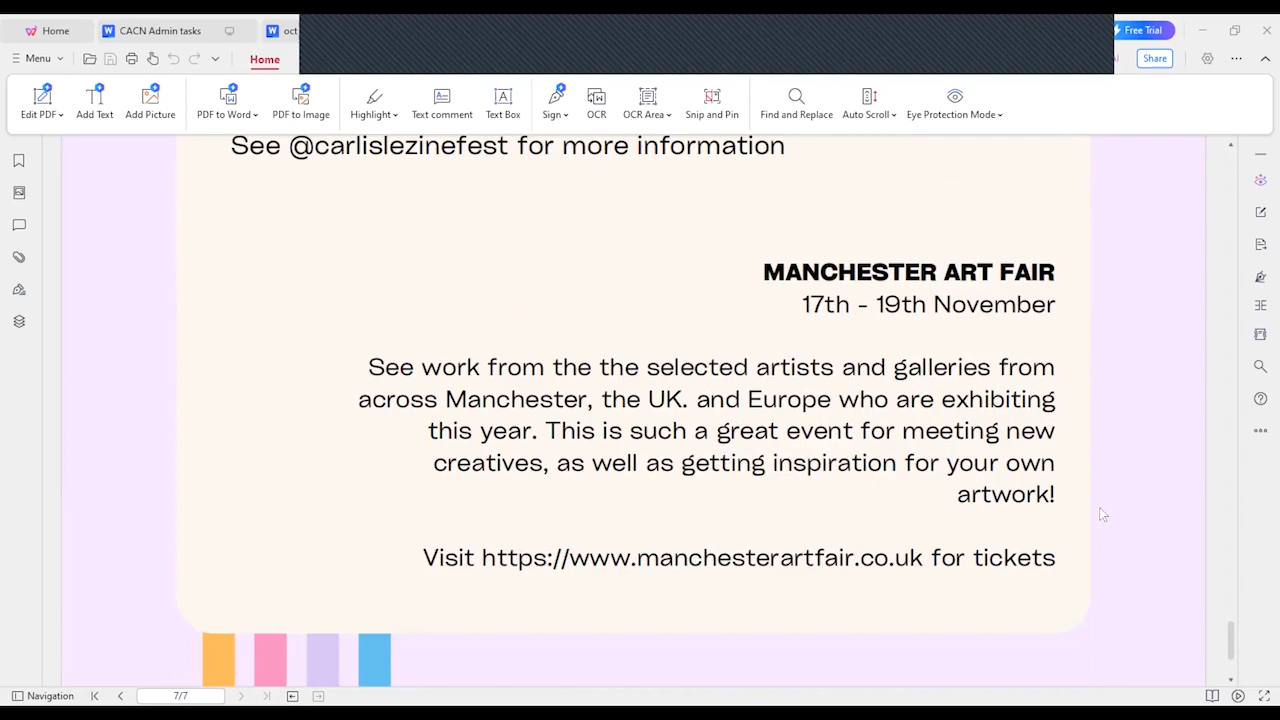 Home
CACN Admin tasks
oct
Free Trial
Menu
Home
Share
Edit PDF
Add Text
Add Picture
PDF to Word
PDF to Image
Highlight
Text comment
Text Box
Sign
OCR
OCR Area
Snip and Pin
Find and Replace
Auto Scroll
Eye Protection Mode
See @carlislezinefest for more information
MANCHESTER ART FAIR
17th - 19th November
See work from the the selected artists and galleries from
across Manchester, the UK. and Europe who are exhibiting
this year. This is such a great event for meeting new
creatives, as well as getting inspiration for your own
artwork!
Visit https://www.manchesterartfair.co.uk for tickets
Navigation
7/7